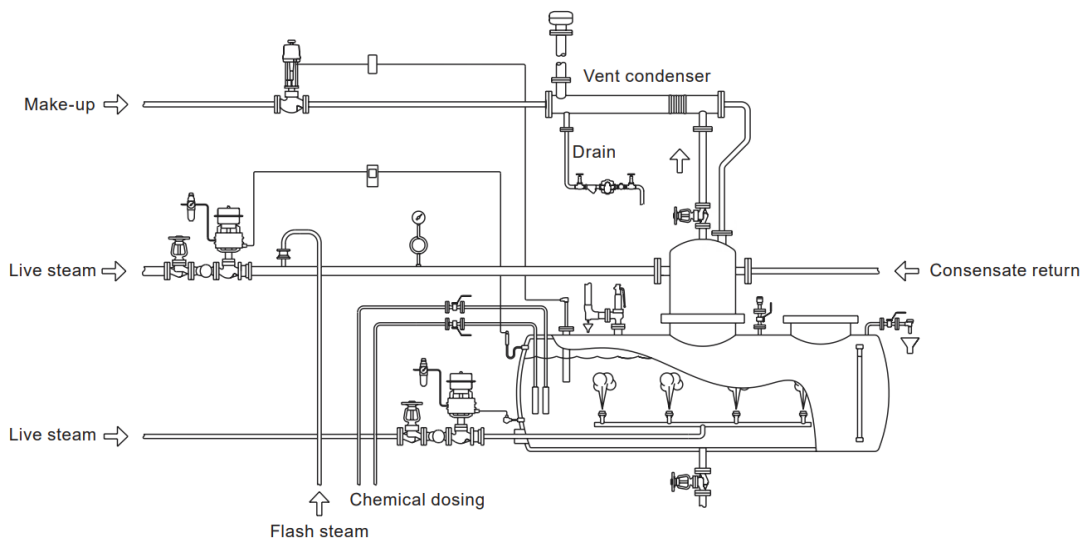 Vent condenser
Make-up
Drain
Live steam
Consensate return
Live steam
Chemical dosing
Flash steam